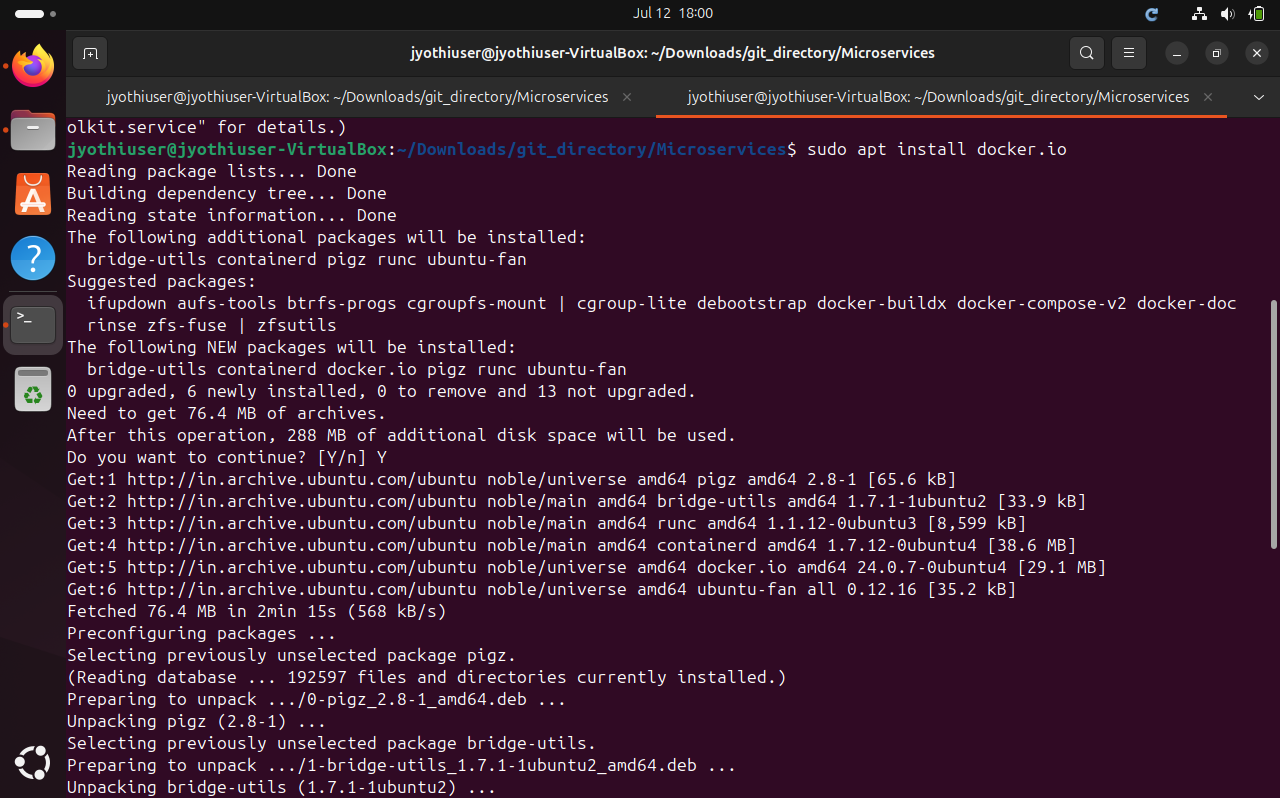 Jul 12 18:00
jyothiuser@jyothiuser-VirtualBox: ~/Downloads/git_directory/Microservices
jyothiuser@jyothiuser-VirtualBox: ~/Downloads/git_directory/Microservices
jyothiuser@jyothiuser-VirtualBox: ~/Downloads/git_directory/Microservices
olkit.service" for details.)
jyothiuser@jyothiuser-VirtualBox:~/Downloads/git_directory/Microservices$ sudo apt install docker.io
Reading package lists... Done
Building dependency tree... Done
Reading state information... Done
The following additional packages will be installed:
  bridge-utils containerd pigz runc ubuntu-fan
Suggested packages:
  ifupdown aufs-tools btrfs-progs cgroupfs-mount | cgroup-lite debootstrap docker-buildx docker-compose-v2 docker-doc
  rinse zfs-fuse | zfsutils
The following NEW packages will be installed:
  bridge-utils containerd docker.io pigz runc ubuntu-fan
0 upgraded, 6 newly installed, 0 to remove and 13 not upgraded.
Need to get 76.4 MB of archives.
After this operation, 288 MB of additional disk space will be used.
Do you want to continue? [Y/n] Y
Get:1 http://in.archive.ubuntu.com/ubuntu noble/universe amd64 pigz amd64 2.8-1 [65.6 kB]
Get:2 http://in.archive.ubuntu.com/ubuntu noble/main amd64 bridge-utils amd64 1.7.1-1ubuntu2 [33.9 kB]
Get:3 http://in.archive.ubuntu.com/ubuntu noble/main amd64 runc amd64 1.1.12-0ubuntu3 [8,599 kB]
Get:4 http://in.archive.ubuntu.com/ubuntu noble/main amd64 containerd amd64 1.7.12-0ubuntu4 [38.6 MB]
Get:5 http://in.archive.ubuntu.com/ubuntu noble/universe amd64 docker.io amd64 24.0.7-0ubuntu4 [29.1 MB]
Get:6 http://in.archive.ubuntu.com/ubuntu noble/universe amd64 ubuntu-fan all 0.12.16 [35.2 kB]
Fetched 76.4 MB in 2min 15s (568 kB/s)
Preconfiguring packages ...
Selecting previously unselected package pigz.
(Reading database ... 192597 files and directories currently installed.)
Preparing to unpack .../0-pigz_2.8-1_amd64.deb ...
Unpacking pigz (2.8-1) ...
Selecting previously unselected package bridge-utils.
Preparing to unpack .../1-bridge-utils_1.7.1-1ubuntu2_amd64.deb ...
Unpacking bridge-utils (1.7.1-1ubuntu2) ...